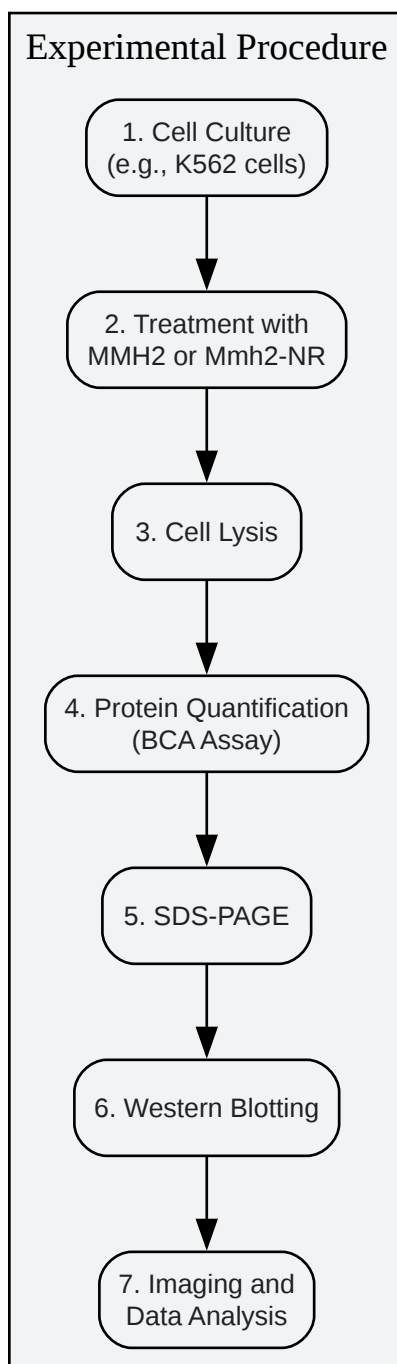 Experimental Procedure
1. Cell Culture
(e.g., K562 cells)
2. Treatment with
MMH2 or Mmh2-NR
3. Cell Lysis
4. Protein Quantification
(BCA Assay)
5. SDS-PAGE
6. Western Blotting
7. Imaging and
Data Analysis